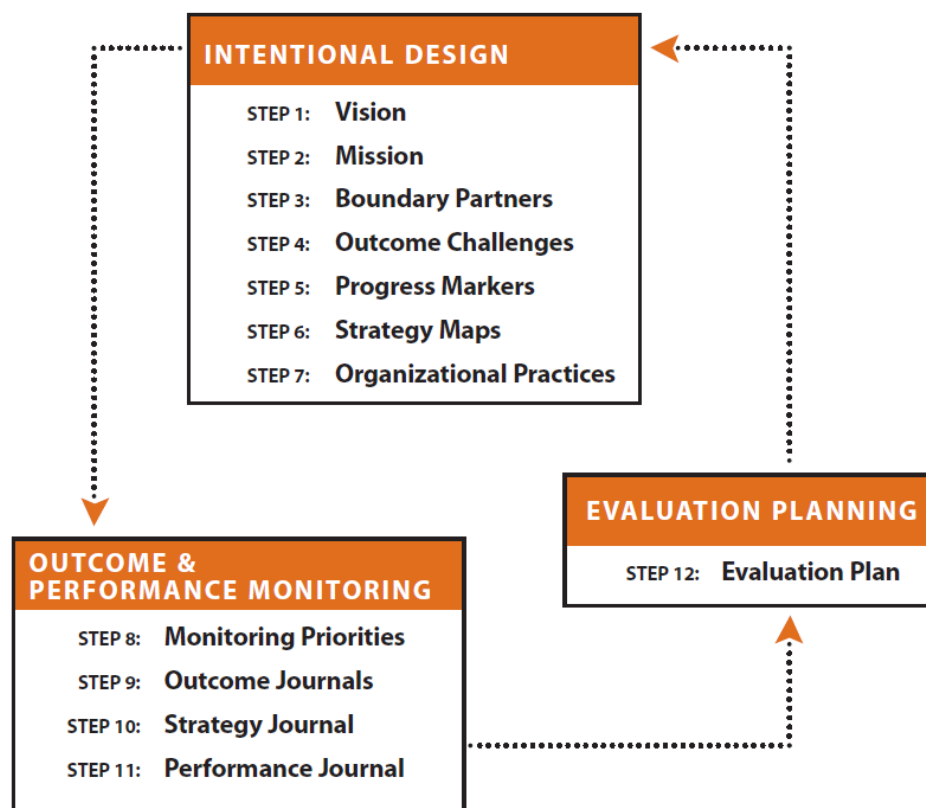 INTENTIONAL DESIGN
STEP 1: Vision
STEP 2: Mission
STEP 3: Boundary Partners
STEP 4: Outcome Challenges
STEP 5: Progress Markers
STEP 6: Strategy Maps
STEP 7: Organizational Practices
OUTCOME &
PERFORMANCE MONITORING
STEP 8: Monitoring Priorities
STEP 9: Outcome Journals
STEP 10: Strategy Journal
STEP 11: Performance Journal
EVALUATION PLANNING
STEP 12: Evaluation Plan